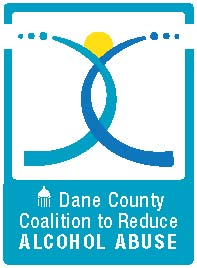 Dane County
Coalition to Reduce
ALCOHOL ABUSE